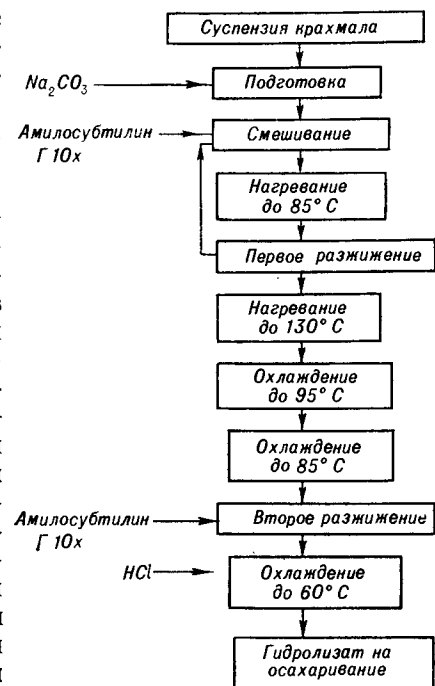 Суспензия крахмала
Na₂CO₃
Подготовка
Амилосубтилин
Г 10х
Смешивание
Нагревание
до 85° С
Первое разжижение
Нагревание
до 130° С
Охлаждение
до 95° С
Охлаждение
до 85° С
Амилосубтилин
Г 10х
Второе разжижение
HCl
Охлаждение
до 60° С
Гидролизат на
осахаривание